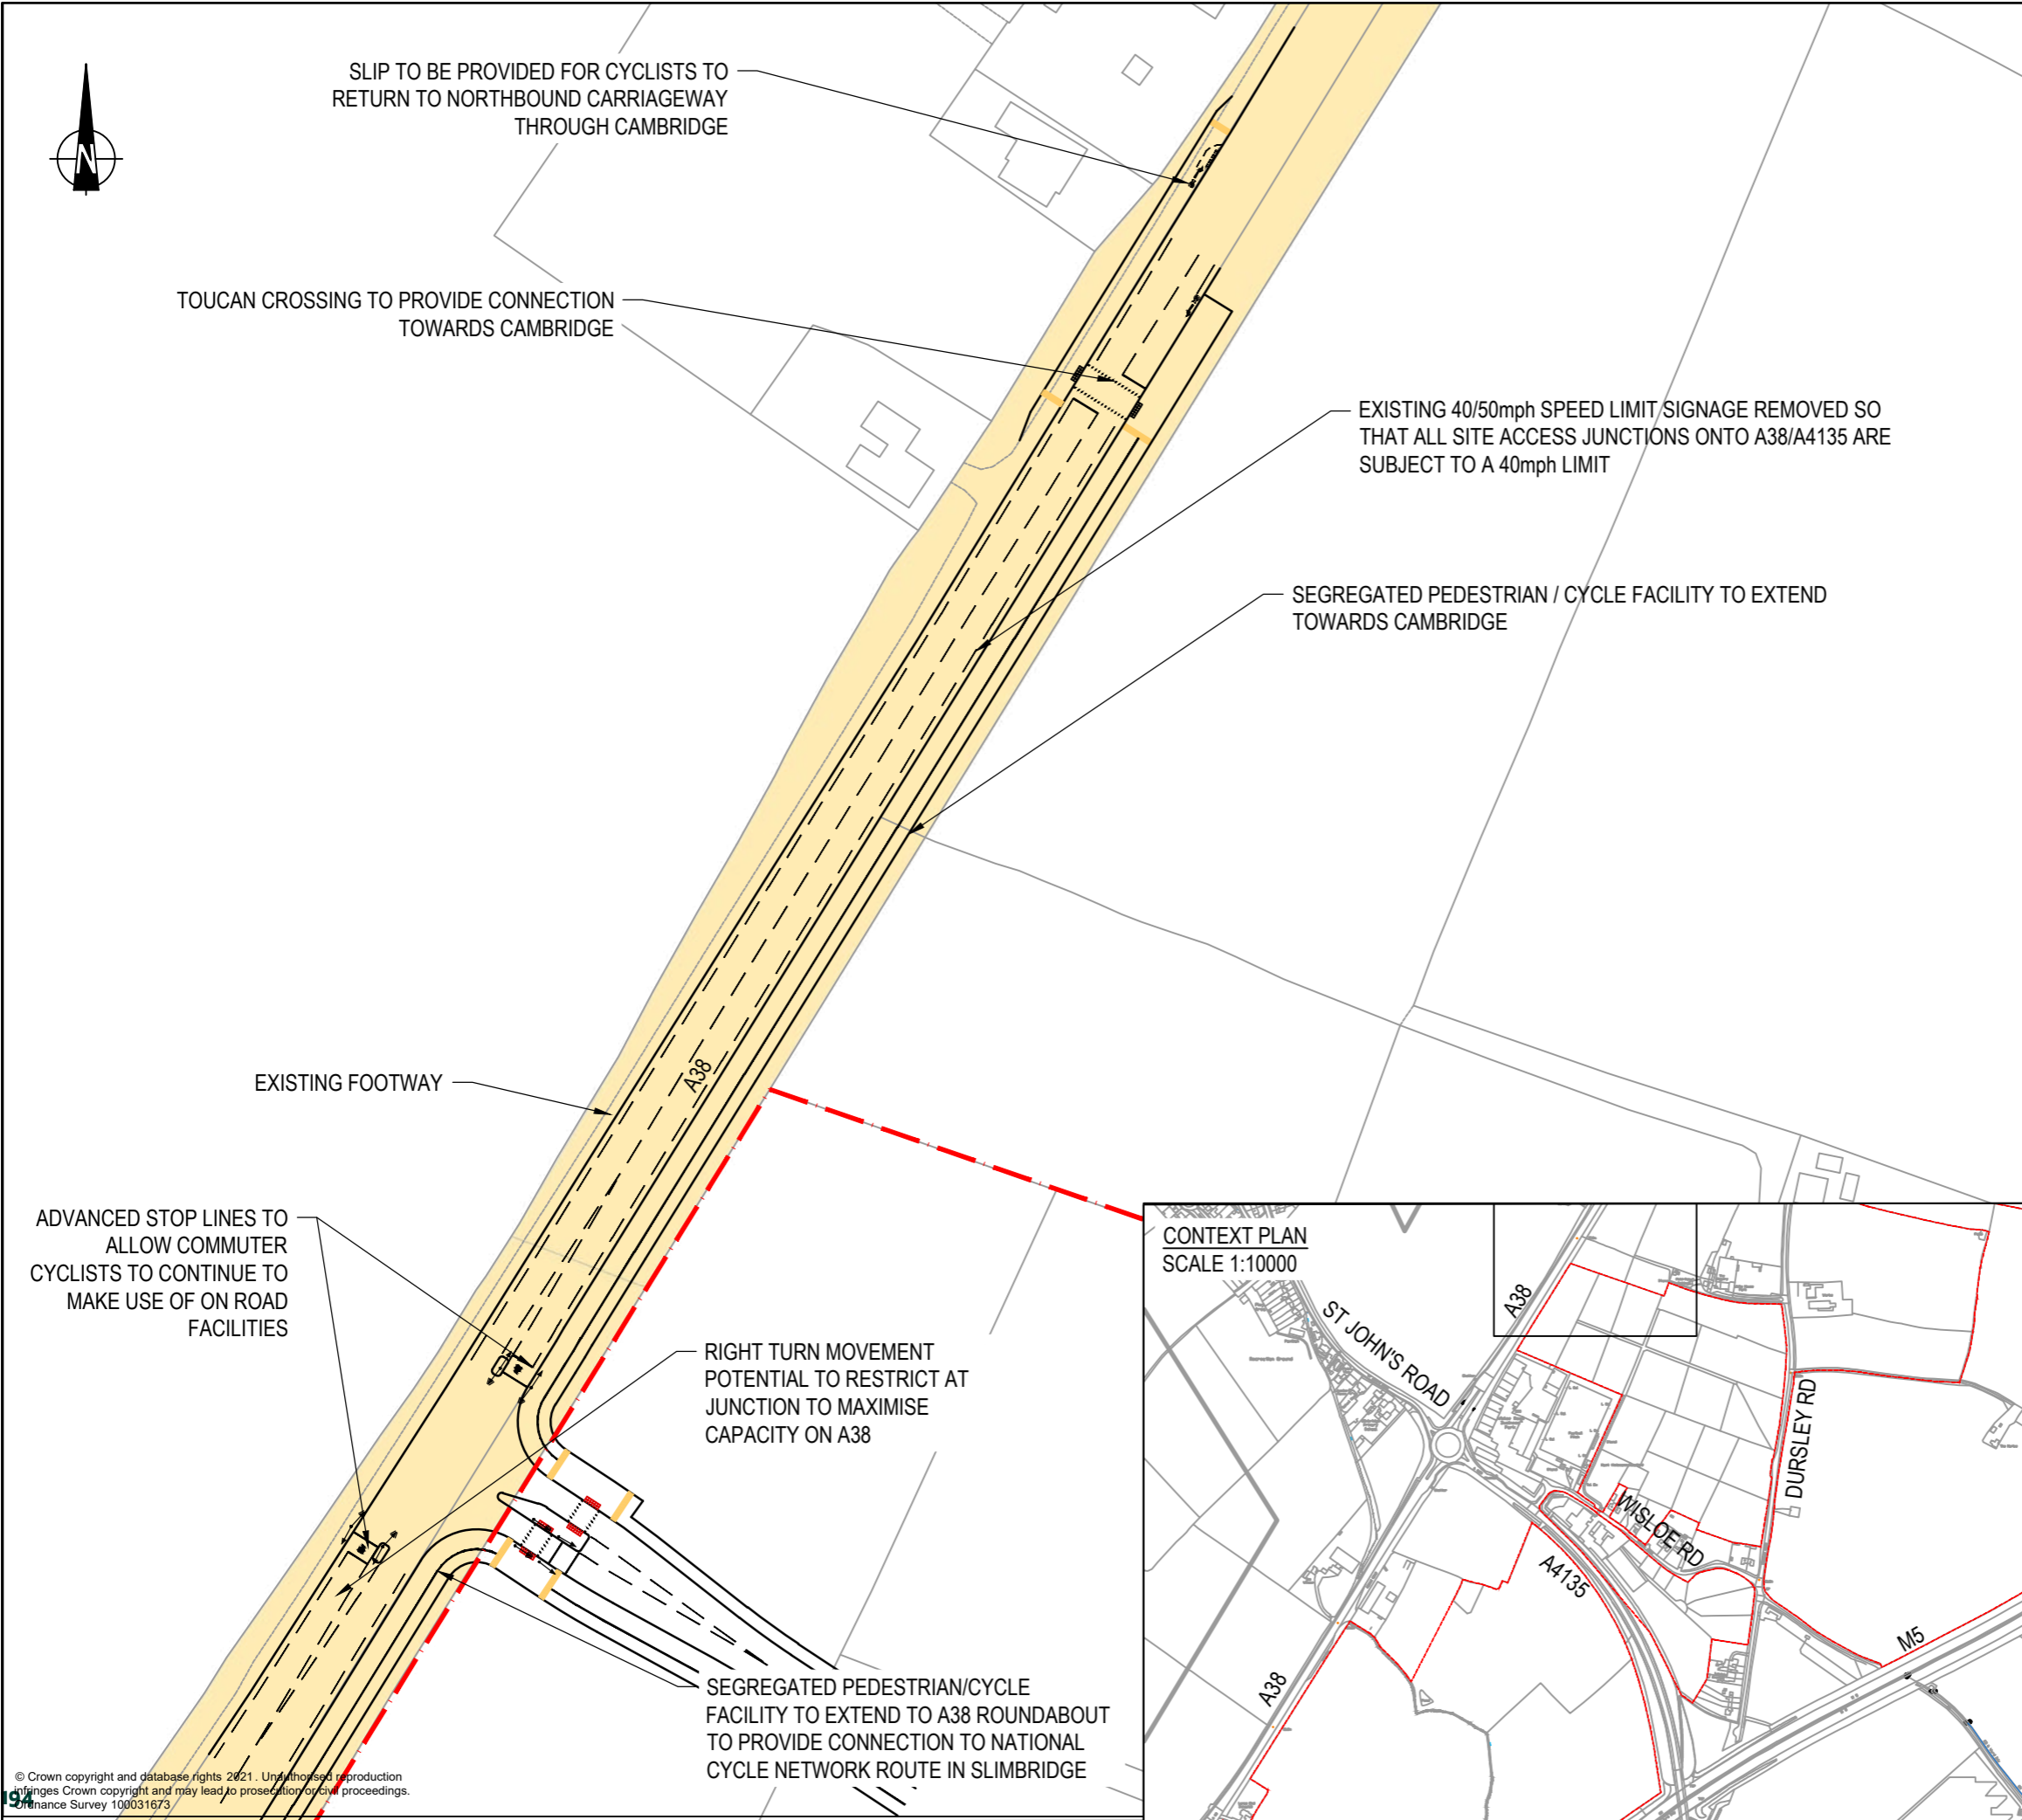 N
SLIP TO BE PROVIDED FOR CYCLISTS TO
RETURN TO NORTHBOUND CARRIAGEWAY
THROUGH CAMBRIDGE
TOUCAN CROSSING TO PROVIDE CONNECTION
TOWARDS CAMBRIDGE
EXISTING 40/50mph SPEED LIMIT SIGNAGE REMOVED SO
THAT ALL SITE ACCESS JUNCTIONS ONTO A38/A4135 ARE
SUBJECT TO A 40mph LIMIT
SEGREGATED PEDESTRIAN / CYCLE FACILITY TO EXTEND
TOWARDS CAMBRIDGE
A38
EXISTING FOOTWAY
ADVANCED STOP LINES TO
ALLOW COMMUTER
CYCLISTS TO CONTINUE TO
MAKE USE OF ON ROAD
FACILITIES
RIGHT TURN MOVEMENT
POTENTIAL TO RESTRICT AT
JUNCTION TO MAXIMISE
CAPACITY ON A38
SEGREGATED PEDESTRIAN/CYCLE
FACILITY TO EXTEND TO A38 ROUNDABOUT
TO PROVIDE CONNECTION TO NATIONAL
CYCLE NETWORK ROUTE IN SLIMBRIDGE
CONTEXT PLAN
SCALE 1:10000
A38
ST JOHN'S ROAD
DURSLEY RD
WISLOE RD
A4135
M5
A38
Recreation Ground
© Crown copyright and database rights 2021. Unauthorised reproduction
infringes Crown copyright and may lead to prosecution or civil proceedings.
Ordnance Survey 100031673
194